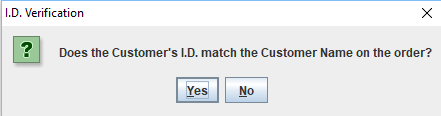 I.D. Verification
Does the Customer's I.D. match the Customer Name on the order?
Yes No